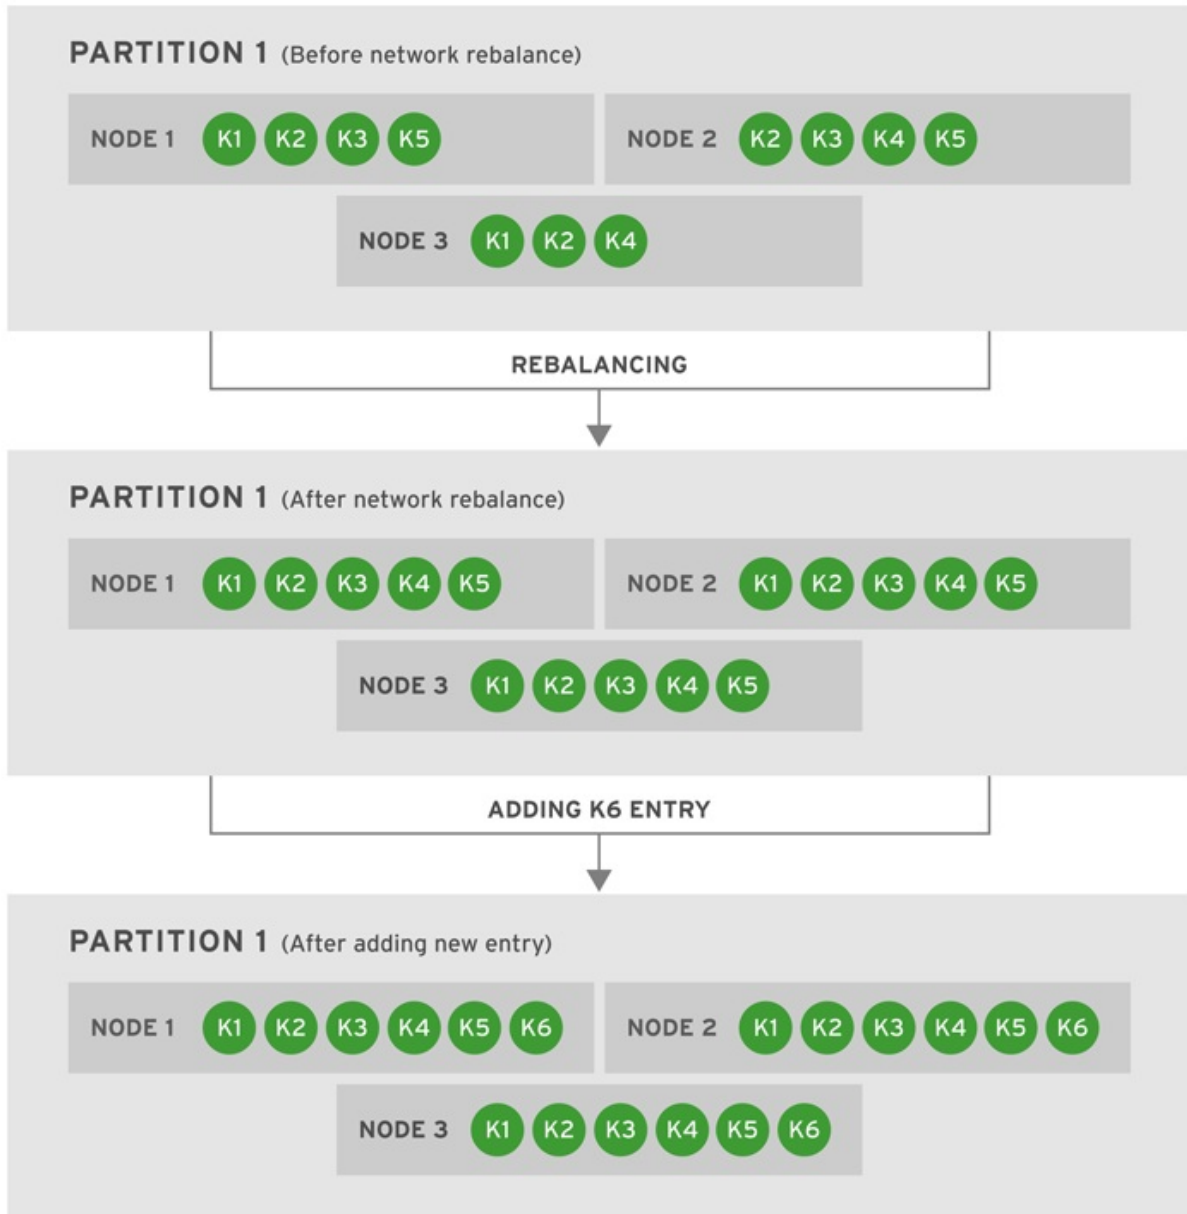 PARTITION 1 (Before network rebalance)
NODE 1 K1 K2 K3 K5
NODE 2 K2 K3 K4 K5
NODE 3 K1 K2 K4
REBALANCING
PARTITION 1 (After network rebalance)
NODE 1 K1 K2 K3 K4 K5
NODE 2 K1 K2 K3 K4 K5
NODE 3 K1 K2 K3 K4 K5
ADDING K6 ENTRY
PARTITION 1 (After adding new entry)
NODE 1 K1 K2 K3 K4 K5 K6
NODE 2 K1 K2 K3 K4 K5 K6
NODE 3 K1 K2 K3 K4 K5 K6